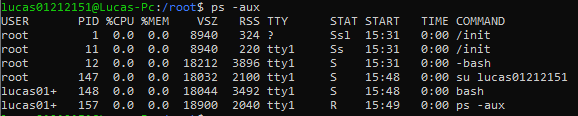 lucas01212151@Lucas-Pc:/root$ ps -aux
USER       PID %CPU %MEM    VSZ   RSS TTY      STAT START   TIME COMMAND
root         1  0.0  0.0   8940   324 ?        Ssl  15:31   0:00 /init
root        11  0.0  0.0   8940   220 tty1     Ss   15:31   0:00 /init
root        12  0.0  0.0  18212  3896 tty1     S    15:31   0:00 -bash
root       147  0.0  0.0  18032  2100 tty1     S    15:48   0:00 su lucas01212151
lucas01+   148  0.0  0.0  18044  3492 tty1     S    15:48   0:00 bash
lucas01+   157  0.0  0.0  18900  2040 tty1     R    15:49   0:00 ps -aux